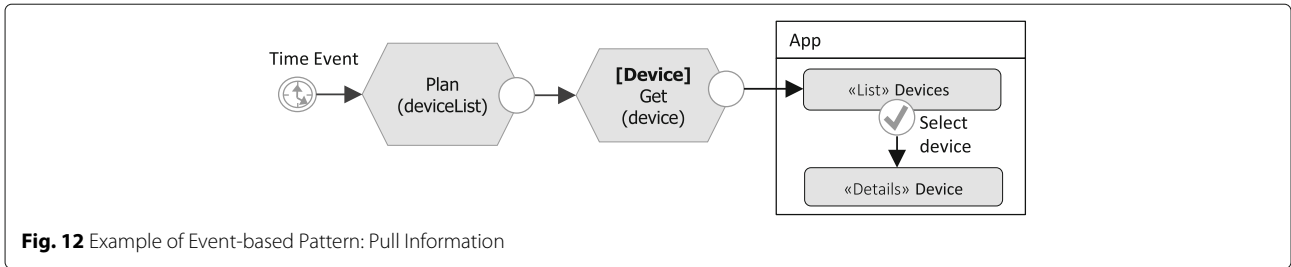 Time Event
Plan
(deviceList)
[Device]
Get
(device)
App
«List» Devices
Select
device
«Details» Device
Fig. 12 Example of Event-based Pattern: Pull Information